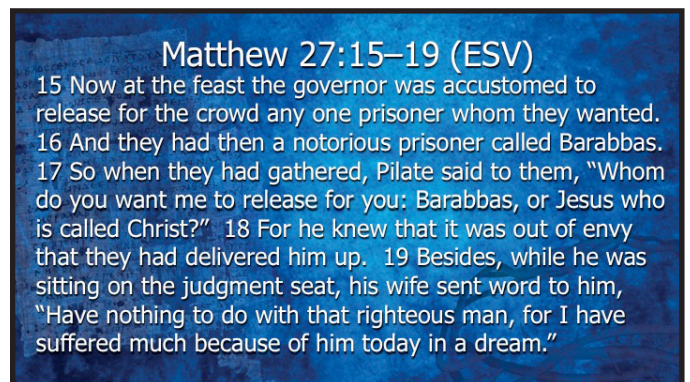 Matthew 27:15–19 (ESV)
15 Now at the feast the governor was accustomed to
release for the crowd any one prisoner whom they wanted.
16 And they had then a notorious prisoner called Barabbas.
17 So when they had gathered, Pilate said to them, “Whom
do you want me to release for you: Barabbas, or Jesus who
is called Christ?”  18 For he knew that it was out of envy
that they had delivered him up.  19 Besides, while he was
sitting on the judgment seat, his wife sent word to him,
“Have nothing to do with that righteous man, for I have
suffered much because of him today in a dream.”